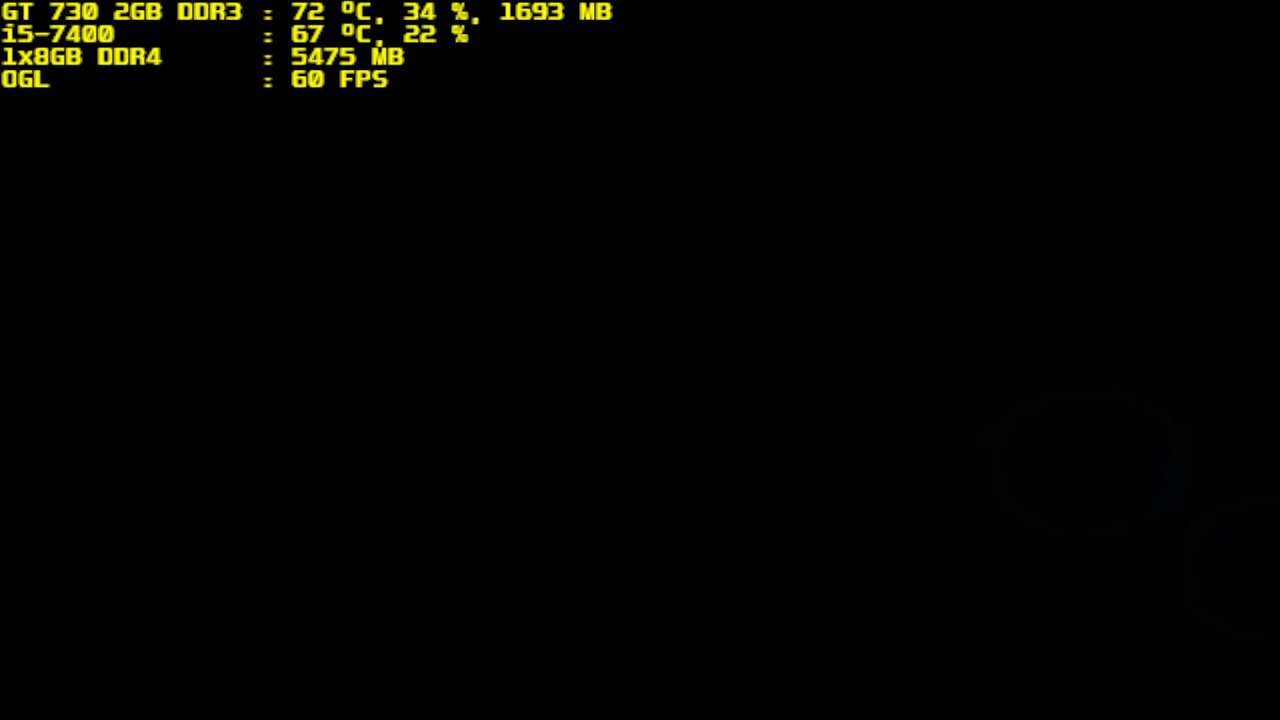 GT 730 2GB DDR3 : 72 ºC, 34 %, 1693 MB
i5-7400 : 67 ºC, 22 %
1x8GB DDR4 : 5475 MB
OGL : 60 FPS